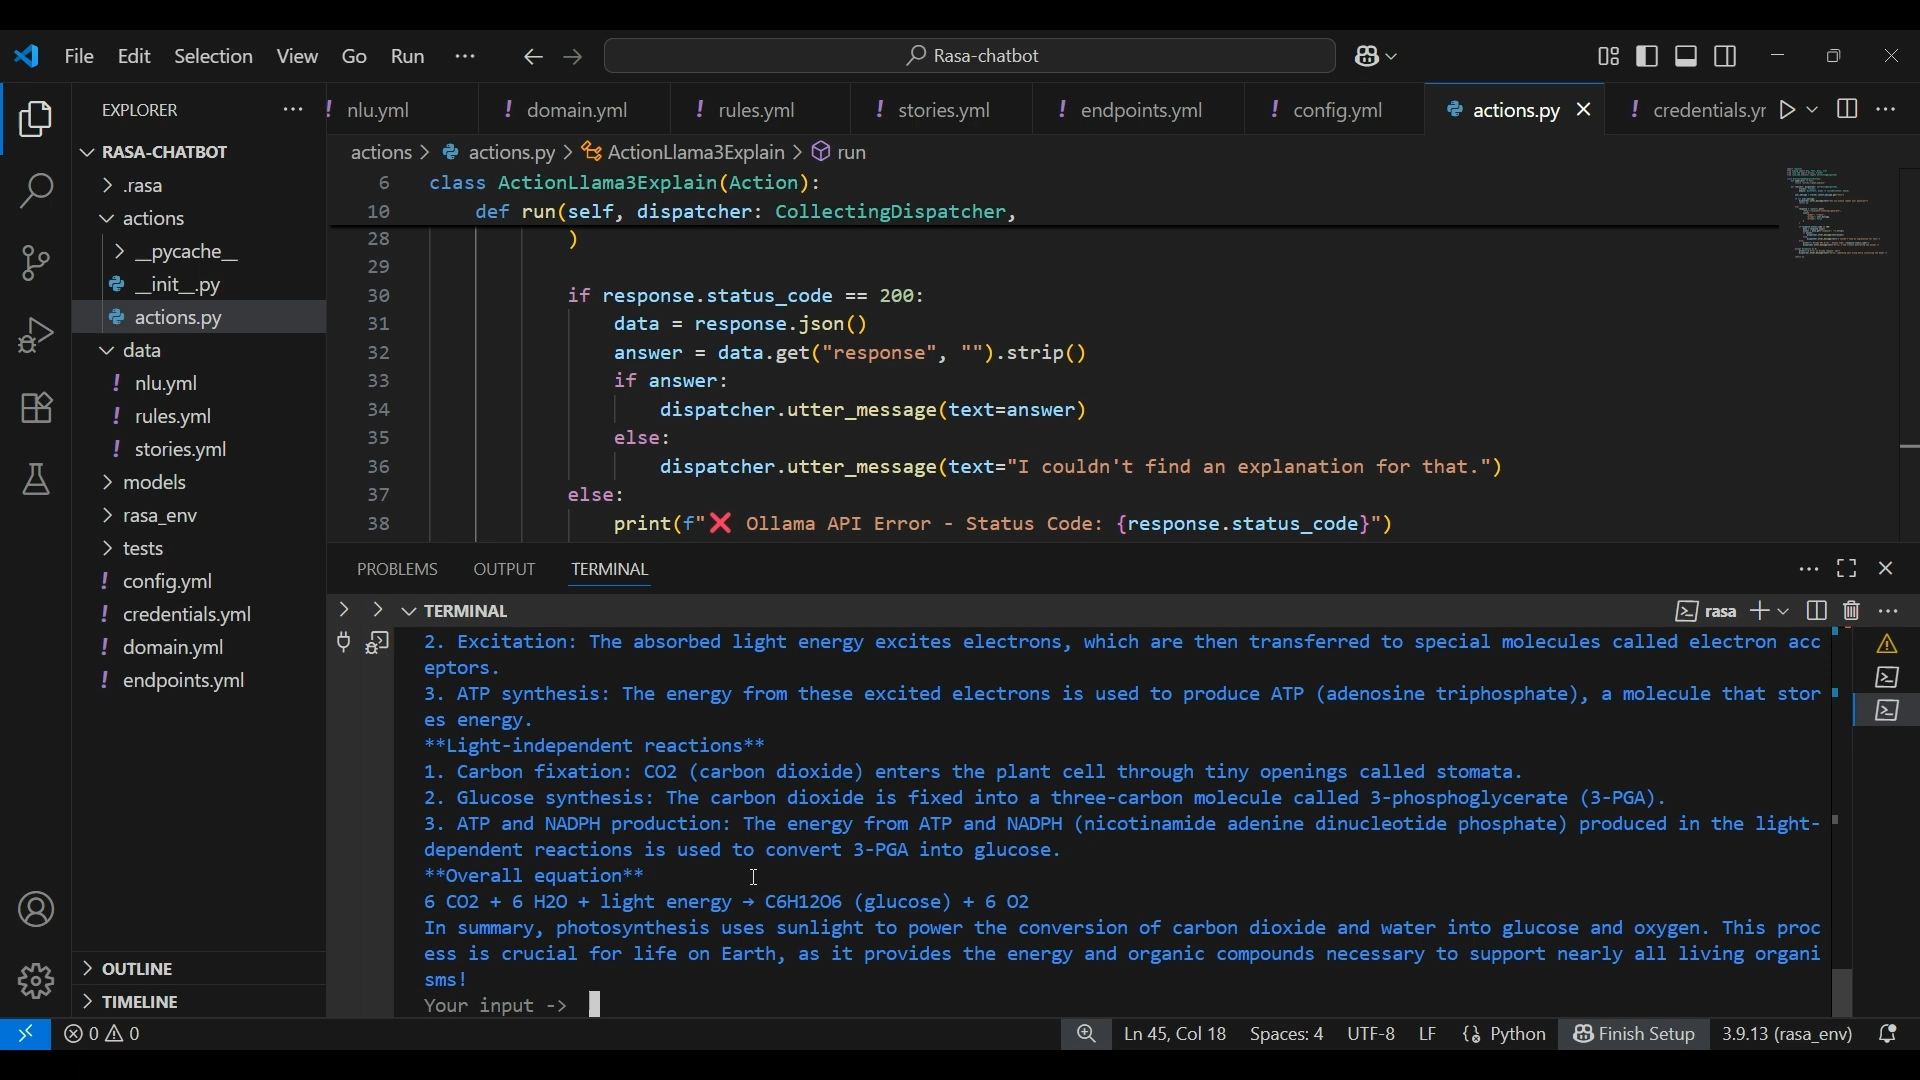 File Edit Selection View Go Run ···
Rasa-chatbot
EXPLORER ···
nlu.yml domain.yml rules.yml stories.yml endpoints.yml config.yml actions.py credentials.yr
actions > actions.py > ActionLlama3Explain > run
RASA-CHATBOT
.rasa
actions
__pycache__
__init__.py
actions.py
data
nlu.yml
rules.yml
stories.yml
models
rasa_env
tests
config.yml
credentials.yml
domain.yml
endpoints.yml
OUTLINE
TIMELINE
6 class ActionLlama3Explain(Action):
10 def run(self, dispatcher: CollectingDispatcher,
28 )
29
30 if response.status_code == 200:
31 data = response.json()
32 answer = data.get("response", "").strip()
33 if answer:
34 dispatcher.utter_message(text=answer)
35 else:
36 dispatcher.utter_message(text="I couldn't find an explanation for that.")
37 else:
38 print(f"❌ Ollama API Error - Status Code: {response.status_code}")
PROBLEMS OUTPUT TERMINAL
TERMINAL
rasa
2. Excitation: The absorbed light energy excites electrons, which are then transferred to special molecules called electron acc
eptors.
3. ATP synthesis: The energy from these excited electrons is used to produce ATP (adenosine triphosphate), a molecule that stor
es energy.
**Light-independent reactions**
1. Carbon fixation: CO2 (carbon dioxide) enters the plant cell through tiny openings called stomata.
2. Glucose synthesis: The carbon dioxide is fixed into a three-carbon molecule called 3-phosphoglycerate (3-PGA).
3. ATP and NADPH production: The energy from ATP and NADPH (nicotinamide adenine dinucleotide phosphate) produced in the light-
dependent reactions is used to convert 3-PGA into glucose.
**Overall equation**
6 CO2 + 6 H2O + light energy → C6H12O6 (glucose) + 6 O2
In summary, photosynthesis uses sunlight to power the conversion of carbon dioxide and water into glucose and oxygen. This proc
ess is crucial for life on Earth, as it provides the energy and organic compounds necessary to support nearly all living organi
sms!
Your input ->
0 0 Ln 45, Col 18 Spaces: 4 UTF-8 LF Python Finish Setup 3.9.13 (rasa_env)